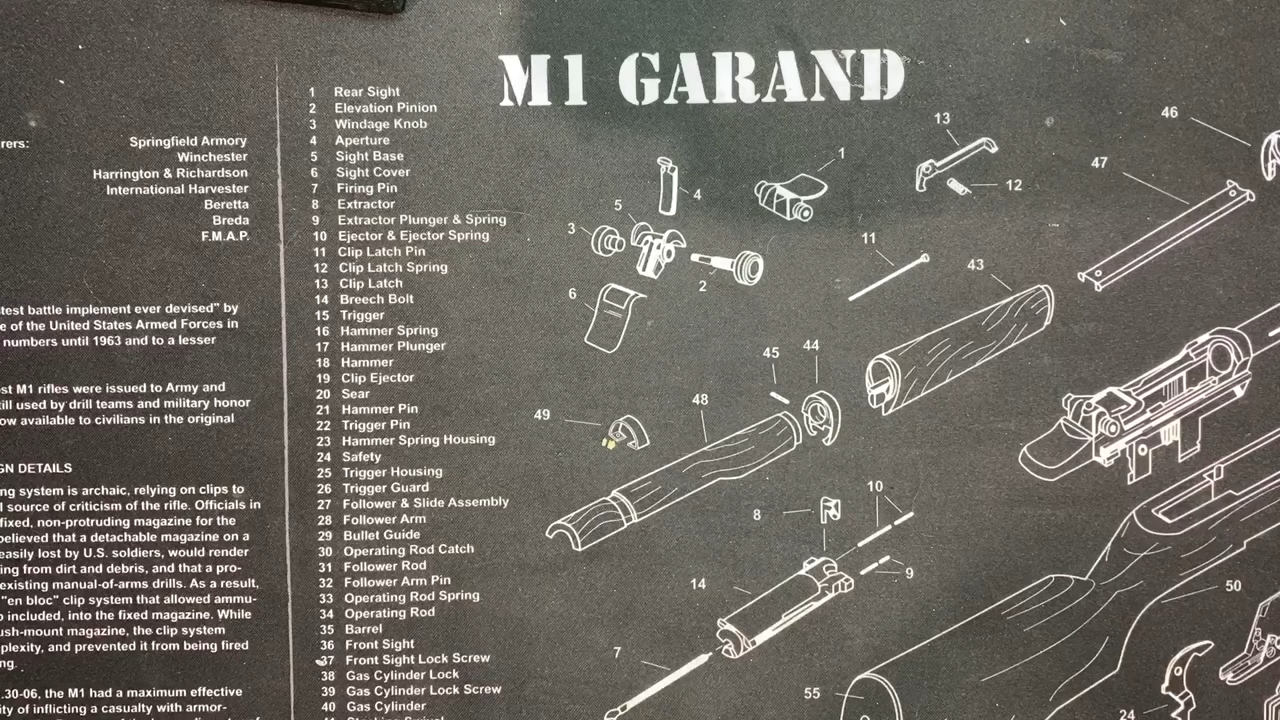 M1 GARAND
rers: Springfield Armory
Winchester
Harrington & Richardson
International Harvester
Beretta
Breda
F.M.A.P.
test battle implement ever devised" by
e of the United States Armed Forces in
numbers until 1963 and to a lesser
st M1 rifles were issued to Army and
till used by drill teams and military honor
ow available to civilians in the original
GN DETAILS
ng system is archaic, relying on clips to
l source of criticism of the rifle. Officials in
fixed, non-protruding magazine for the
believed that a detachable magazine on a
easily lost by U.S. soldiers, would render
ing from dirt and debris, and that a pro-
existing manual-of-arms drills. As a result,
"en bloc" clip system that allowed ammu-
o included, into the fixed magazine. While
ush-mount magazine, the clip system
plexity, and prevented it from being fired
ng.
.30-06, the M1 had a maximum effective
ity of inflicting a casualty with armor-
1 Rear Sight
2 Elevation Pinion
3 Windage Knob
4 Aperture
5 Sight Base
6 Sight Cover
7 Firing Pin
8 Extractor
9 Extractor Plunger & Spring
10 Ejector & Ejector Spring
11 Clip Latch Pin
12 Clip Latch Spring
13 Clip Latch
14 Breech Bolt
15 Trigger
16 Hammer Spring
17 Hammer Plunger
18 Hammer
19 Clip Ejector
20 Sear
21 Hammer Pin
22 Trigger Pin
23 Hammer Spring Housing
24 Safety
25 Trigger Housing
26 Trigger Guard
27 Follower & Slide Assembly
28 Follower Arm
29 Bullet Guide
30 Operating Rod Catch
31 Follower Rod
32 Follower Arm Pin
33 Operating Rod Spring
34 Operating Rod
35 Barrel
36 Front Sight
37 Front Sight Lock Screw
38 Gas Cylinder Lock
39 Gas Cylinder Lock Screw
40 Gas Cylinder
13
46
1
47
12
4
5
3
11
43
2
6
45
44
48
49
10
8
9
14
50
7
55
24